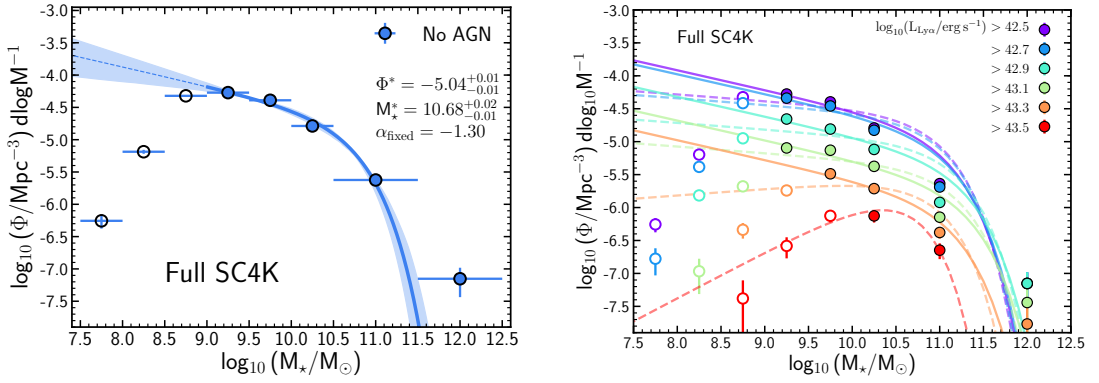 -3.0
-3.5
-4.0
-4.5
-5.0
-5.5
-6.0
-6.5
-7.0
-7.5
log₁₀ (Φ/Mpc⁻³) dlogM⁻¹
No AGN
Φ* = −5.04 +0.01 −0.01
M⋆* = 10.68 +0.02 −0.01
α_fixed = −1.30
Full SC4K
7.5 8.0 8.5 9.0 9.5 10.0 10.5 11.0 11.5 12.0 12.5
log₁₀ (M⋆/M⊙)
-3.0
-3.5
-4.0
-4.5
-5.0
-5.5
-6.0
-6.5
-7.0
-7.5
log₁₀(Φ/Mpc⁻³) dlog₁₀M⁻¹
Full SC4K
log₁₀(L_Lyα/erg s⁻¹) > 42.5
> 42.7
> 42.9
> 43.1
> 43.3
> 43.5
7.5 8.0 8.5 9.0 9.5 10.0 10.5 11.0 11.5 12.0 12.5
log₁₀ (M⋆/M⊙)